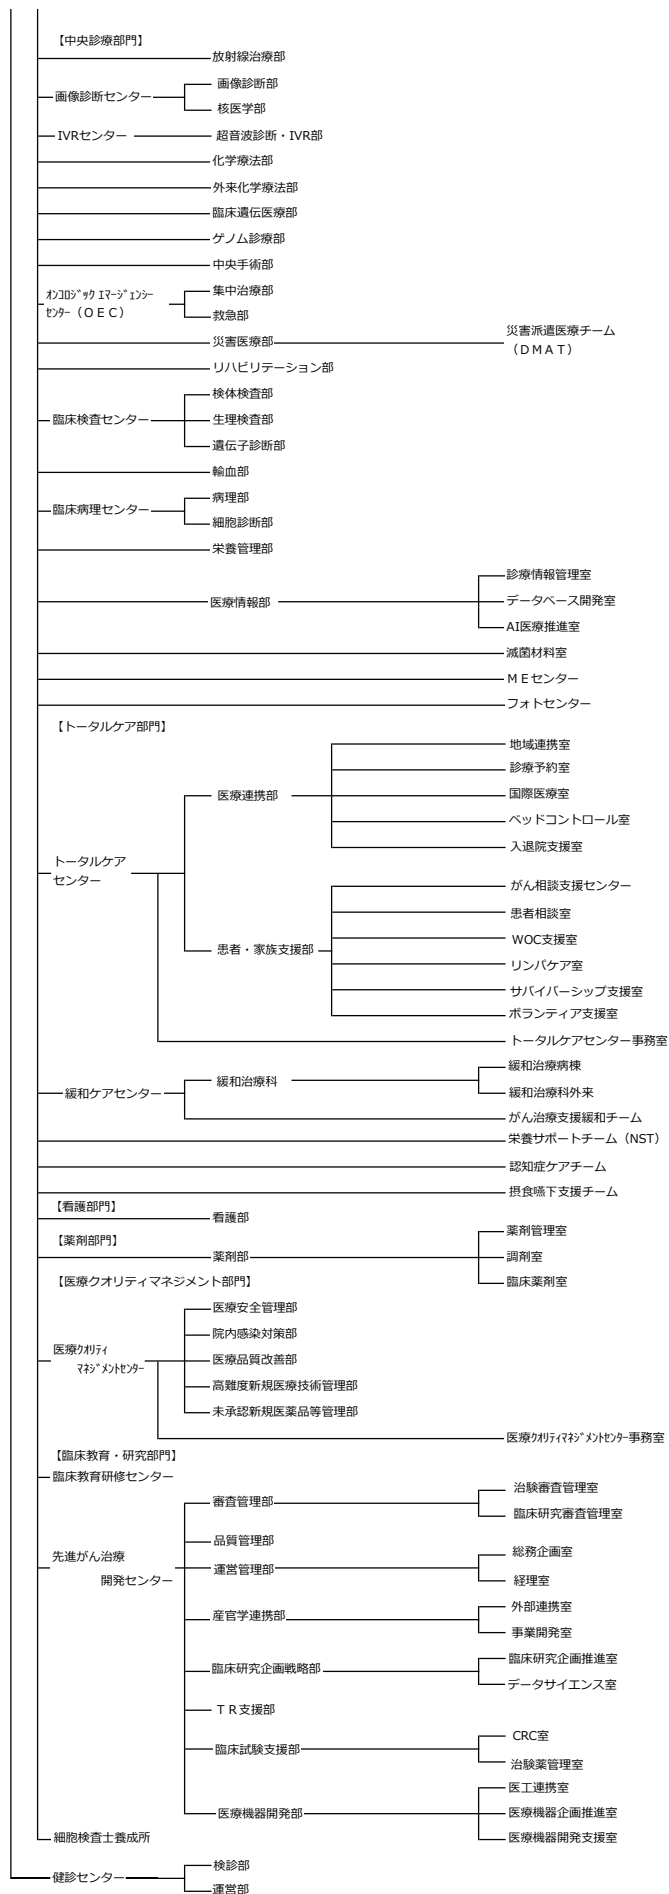 【中央診療部門】
放射線治療部
画像診断センター
画像診断部
核医学部
IVRセンター
超音波診断・IVR部
化学療法部
外来化学療法部
臨床遺伝医療部
ゲノム診療部
中央手術部
ｵﾝｺﾛｼﾞｯｸ ｴﾏｰｼﾞｪﾝｼｰ
ｾﾝﾀｰ（ＯＥＣ）
集中治療部
救急部
災害医療部
災害派遣医療チーム
（DMAT）
リハビリテーション部
臨床検査センター
検体検査部
生理検査部
遺伝子診断部
輸血部
臨床病理センター
病理部
細胞診断部
栄養管理部
医療情報部
診療情報管理室
データベース開発室
AI医療推進室
滅菌材料室
ＭＥセンター
フォトセンター
【トータルケア部門】
トータルケア
センター
医療連携部
地域連携室
診療予約室
国際医療室
ベッドコントロール室
入退院支援室
患者・家族支援部
がん相談支援センター
患者相談室
WOC支援室
リンパケア室
サバイバーシップ支援室
ボランティア支援室
トータルケアセンター事務室
緩和ケアセンター
緩和治療科
緩和治療病棟
緩和治療科外来
がん治療支援緩和チーム
栄養サポートチーム（NST）
認知症ケアチーム
摂食嚥下支援チーム
【看護部門】
看護部
【薬剤部門】
薬剤部
薬剤管理室
調剤室
臨床薬剤室
【医療クオリティマネジメント部門】
医療ｸｵﾘﾃｨ
ﾏﾈｼﾞﾒﾝﾄｾﾝﾀｰ
医療安全管理部
院内感染対策部
医療品質改善部
高難度新規医療技術管理部
未承認新規医薬品等管理部
医療ｸｵﾘﾃｨﾏﾈｼﾞﾒﾝﾄｾﾝﾀｰ事務室
【臨床教育・研究部門】
臨床教育研修センター
先進がん治療
開発センター
審査管理部
治験審査管理室
臨床研究審査管理室
品質管理部
運営管理部
総務企画室
経理室
産官学連携部
外部連携室
事業開発室
臨床研究企画戦略部
臨床研究企画推進室
データサイエンス室
ＴＲ支援部
臨床試験支援部
CRC室
治験薬管理室
医療機器開発部
医工連携室
医療機器企画推進室
医療機器開発支援室
細胞検査士養成所
健診センター
検診部
運営部